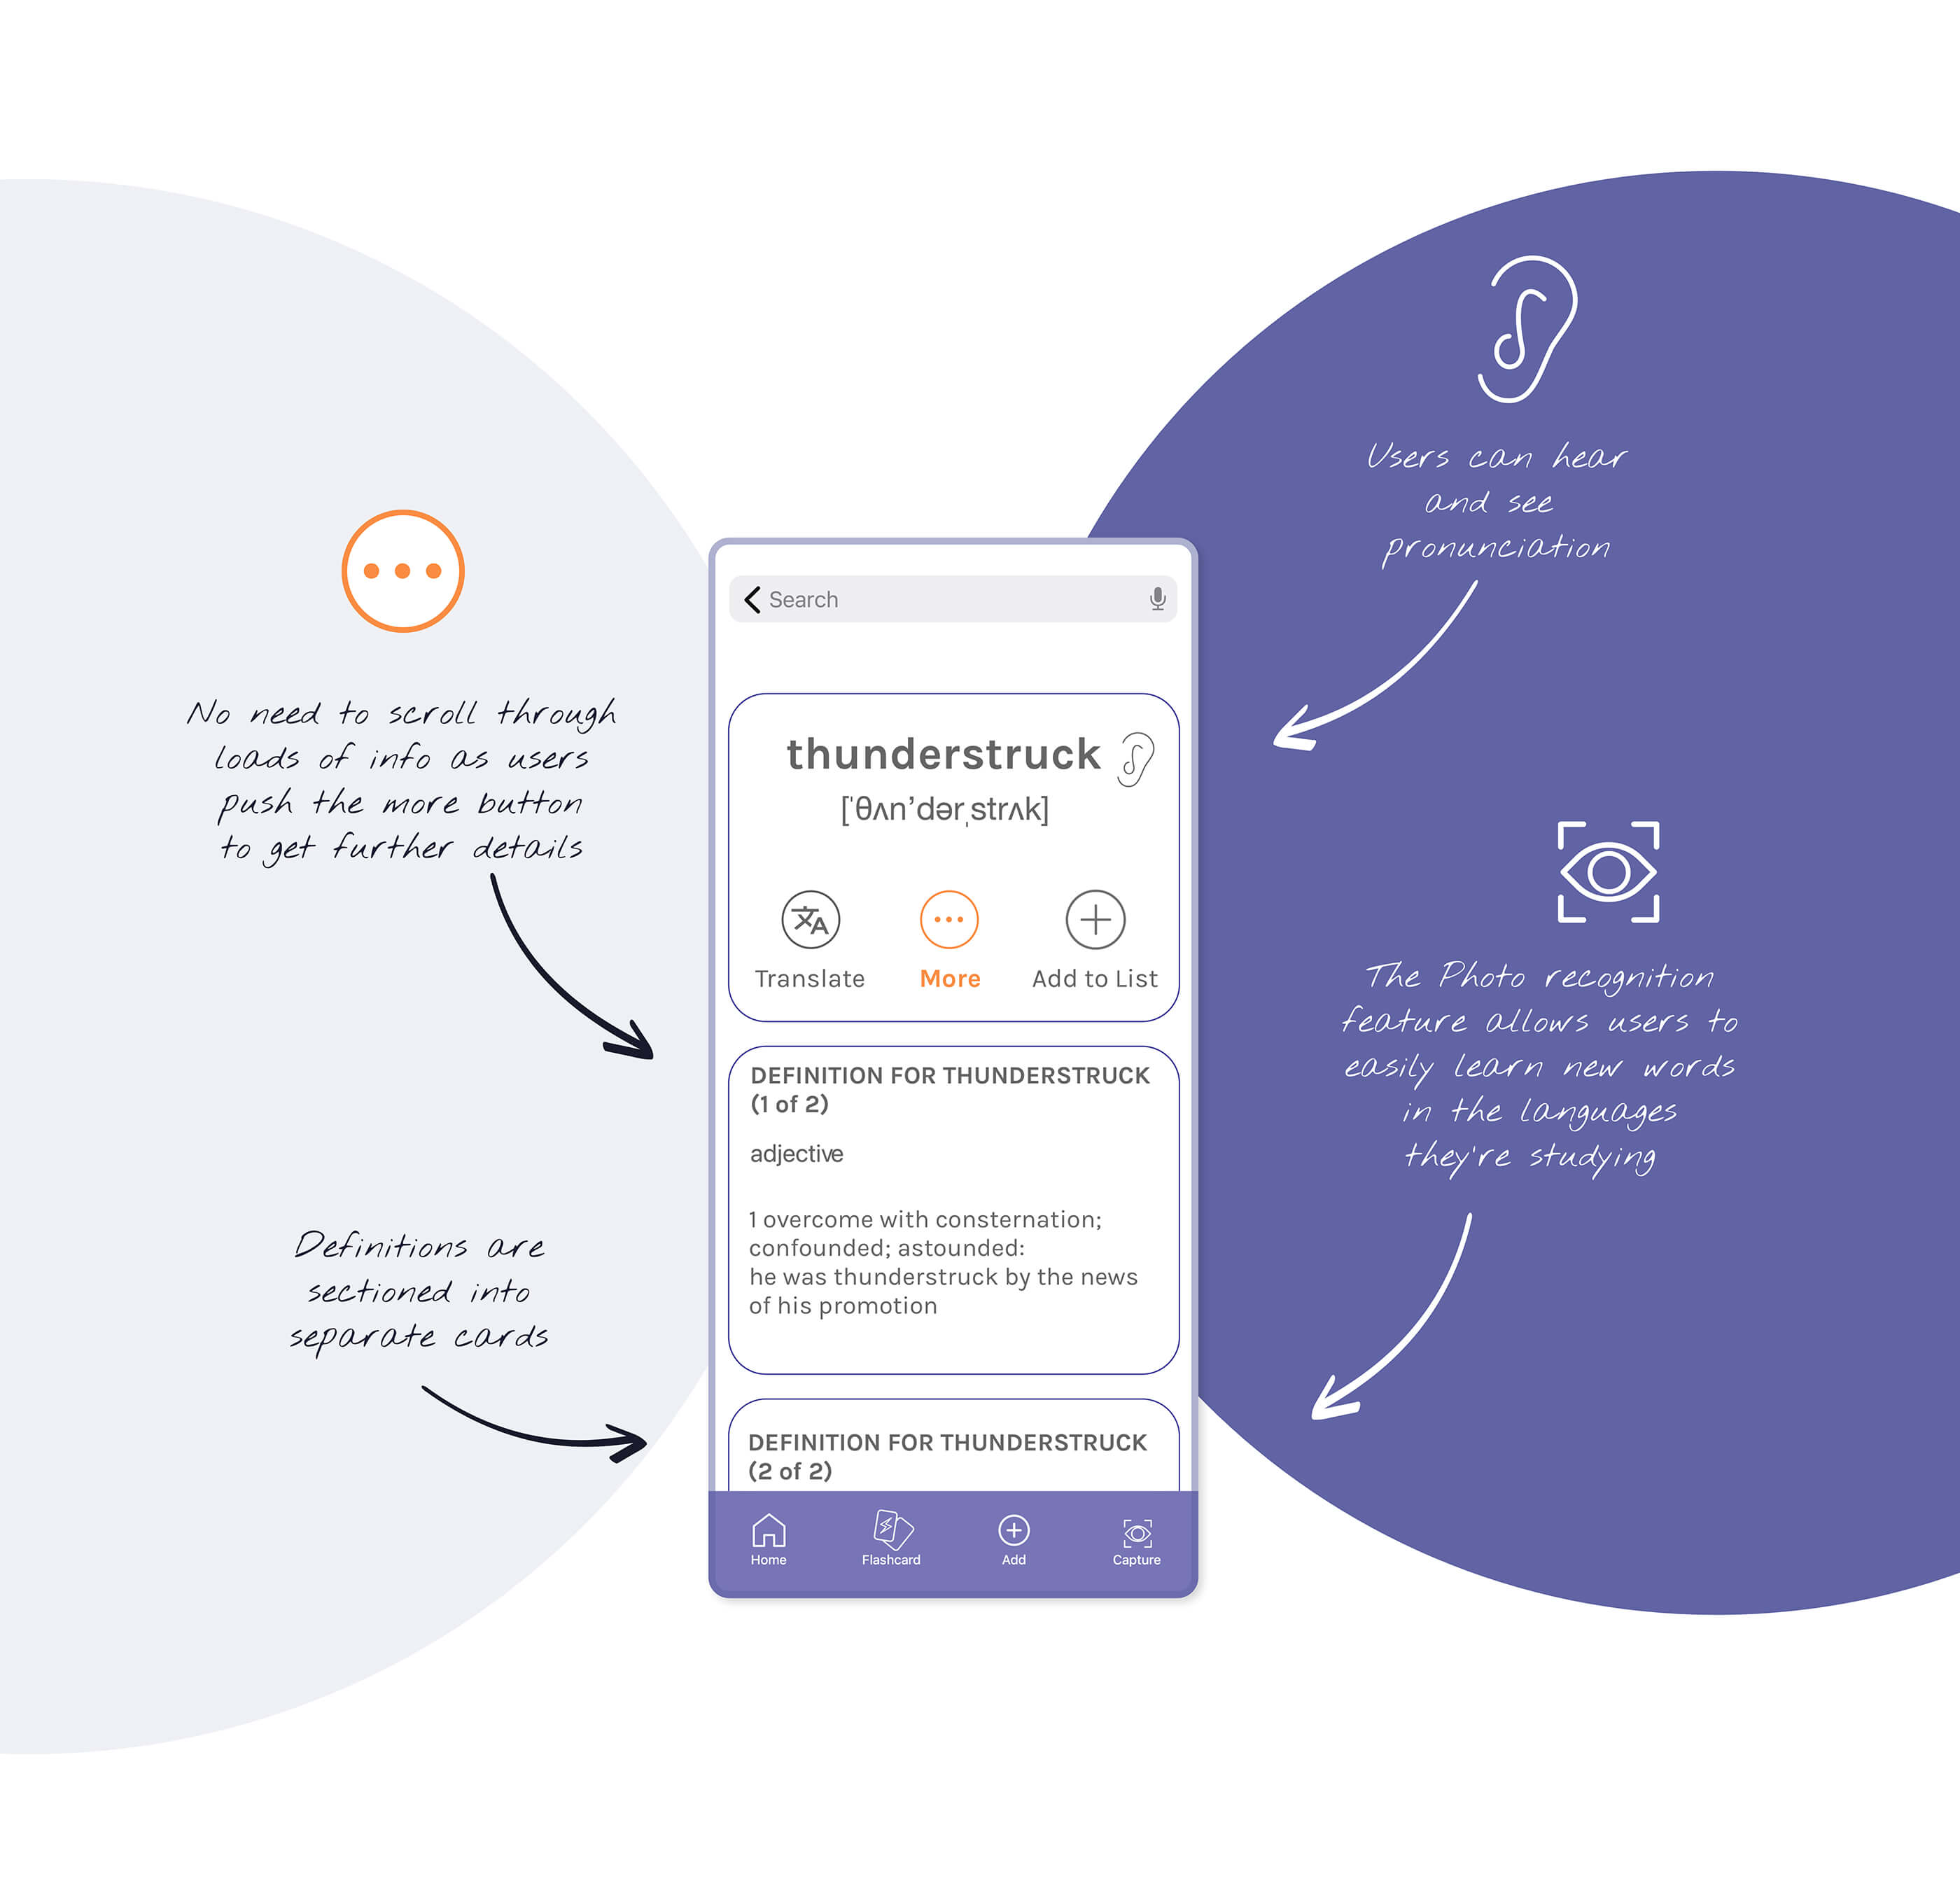 Users can hear
and see
pronunciation
No need to scroll through
loads of info as users
push the more button
to get further details
Search
thunderstruck
[ˈθʌn’dərˌstrʌk]
Translate
More
Add to List
The Photo recognition
feature allows users to
easily learn new words
in the languages
they're studying
DEFINITION FOR THUNDERSTRUCK
(1 of 2)
adjective
1 overcome with consternation;
confounded; astounded:
he was thunderstruck by the news
of his promotion
Definitions are
sectioned into
separate cards
DEFINITION FOR THUNDERSTRUCK
(2 of 2)
Home
Flashcard
Add
Capture